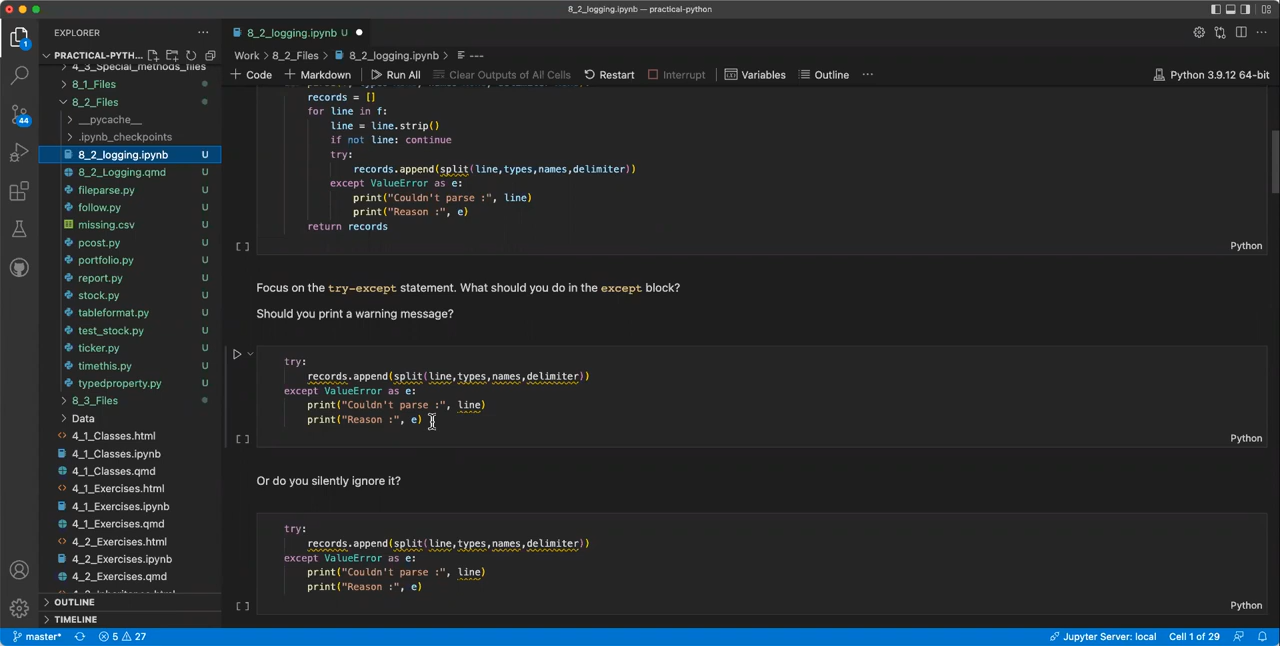 8_2_logging.ipynb — practical-python
EXPLORER
8_2_logging.ipynb U
PRACTICAL-PYTH...
Work > 8_2_Files > 8_2_logging.ipynb > ---
+ Code + Markdown Run All Clear Outputs of All Cells Restart Interrupt Variables Outline ...
Python 3.9.12 64-bit
4_3_Special_methods_files
8_1_Files
8_2_Files
__pycache__
.ipynb_checkpoints
8_2_logging.ipynb U
8_2_Logging.qmd U
fileparse.py U
follow.py U
missing.csv U
pcost.py U
portfolio.py U
report.py U
stock.py U
tableformat.py U
test_stock.py U
ticker.py U
timethis.py U
typedproperty.py U
8_3_Files
Data
4_1_Classes.html
4_1_Classes.ipynb
4_1_Classes.qmd
4_1_Exercises.html
4_1_Exercises.ipynb
4_1_Exercises.qmd
4_2_Exercises.html
4_2_Exercises.ipynb
4_2_Exercises.qmd
OUTLINE
TIMELINE
records = []
for line in f:
line = line.strip()
if not line: continue
try:
records.append(split(line,types,names,delimiter))
except ValueError as e:
print("Couldn't parse :", line)
print("Reason :", e)
return records
[ ]
Python
Focus on the try-except statement. What should you do in the except block?
Should you print a warning message?
try:
records.append(split(line,types,names,delimiter))
except ValueError as e:
print("Couldn't parse :", line)
print("Reason :", e)
[ ]
Python
Or do you silently ignore it?
try:
records.append(split(line,types,names,delimiter))
except ValueError as e:
print("Couldn't parse :", line)
print("Reason :", e)
[ ]
Python
1
44
master* 5 27
Jupyter Server: local Cell 1 of 29